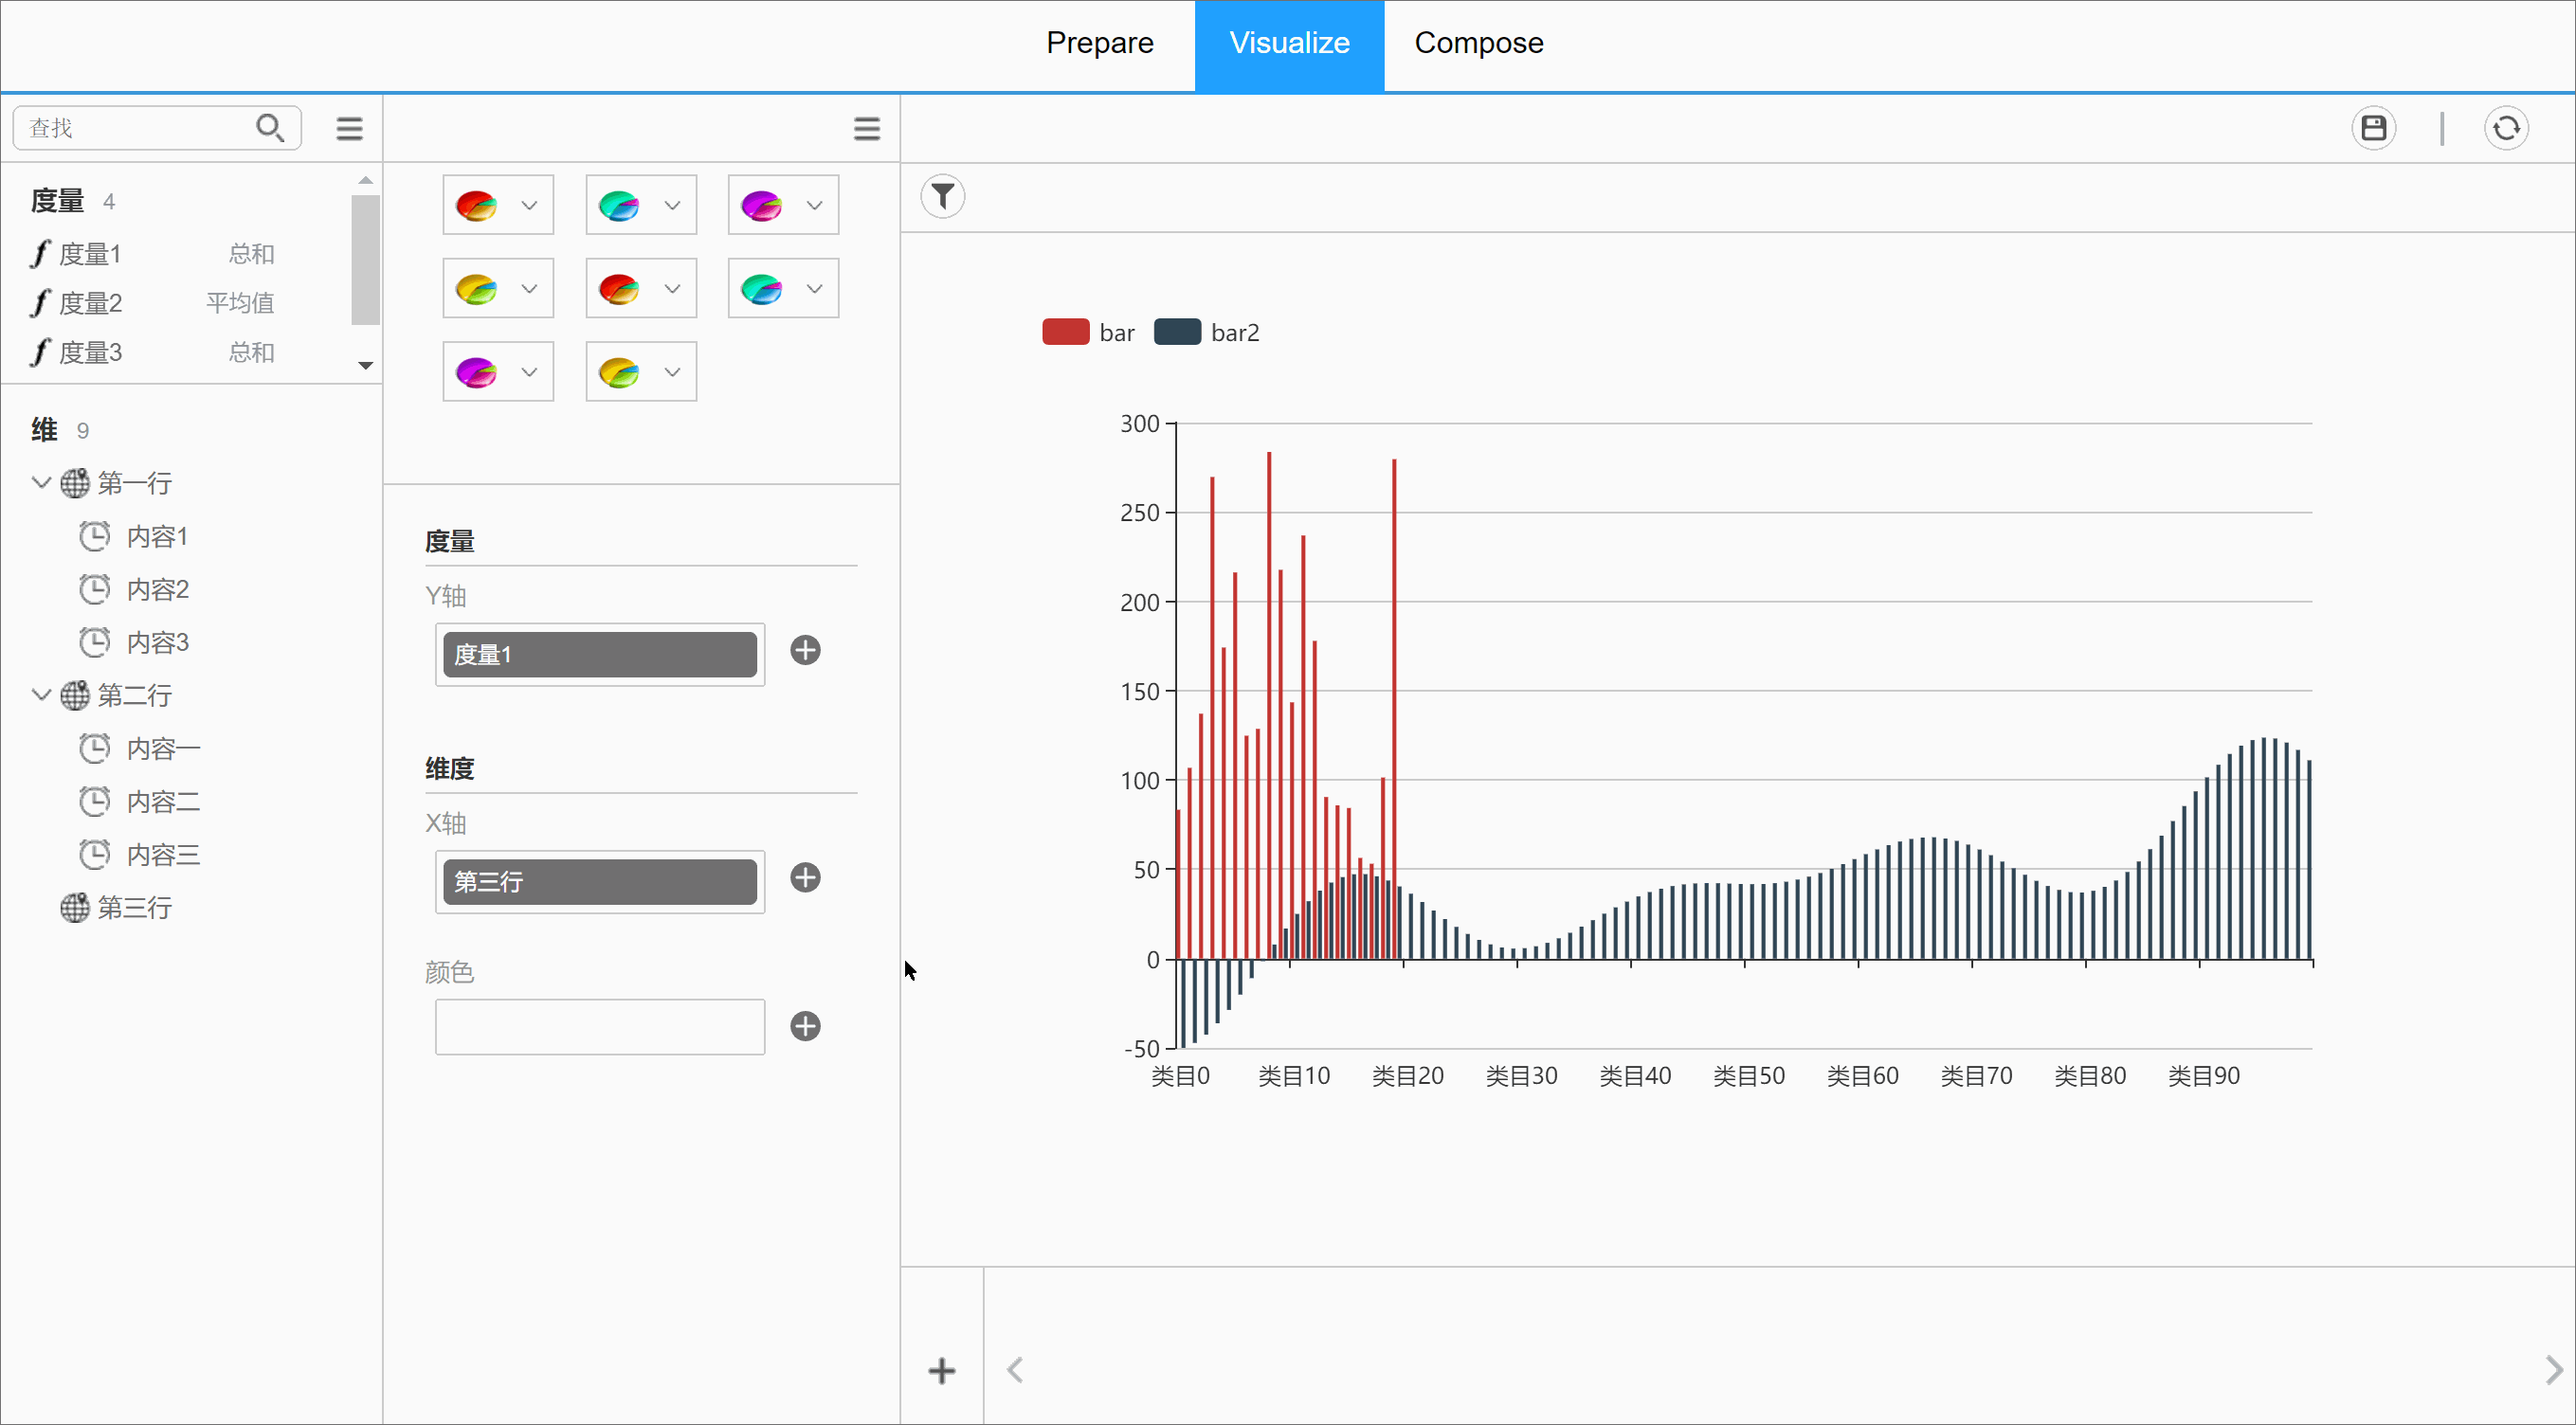 Prepare Visualize Compose
查找
度量 4
度量1 总和
度量2 平均值
度量3 总和
维 9
第一行
内容1
内容2
内容3
第二行
内容一
内容二
内容三
第三行
度量
Y轴
度量1
维度
X轴
第三行
颜色
bar bar2
300
250
200
150
100
50
0
-50
类目0 类目10 类目20 类目30 类目40 类目50 类目60 类目70 类目80 类目90